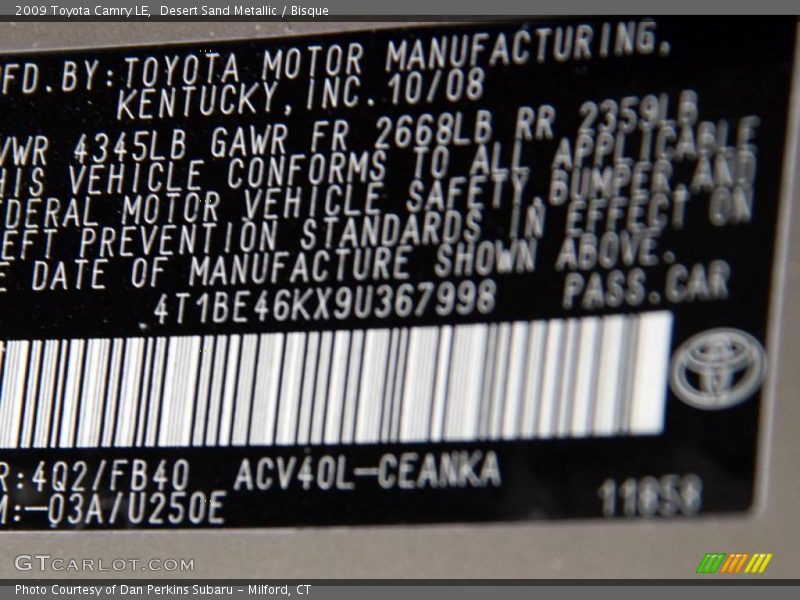 2009 Toyota Camry LE, Desert Sand Metallic / Bisque
MFD.BY:TOYOTA MOTOR MANUFACTURING,
KENTUCKY, INC. 10/08
VWR 4345LB GAWR FR 2668LB RR 2359LB
HIS VEHICLE CONFORMS TO ALL APPLICABLE
EDERAL MOTOR VEHICLE SAFETY, BUMPER AND
EFT PREVENTION STANDARDS IN EFFECT ON
E DATE OF MANUFACTURE SHOWN ABOVE.
4T1BE46KX9U367998 PASS.CAR
R:4Q2/FB40 ACV40L-CEANKA
M:-03A/U250E
GTCARLOT.COM
Photo Courtesy of Dan Perkins Subaru - Milford, CT